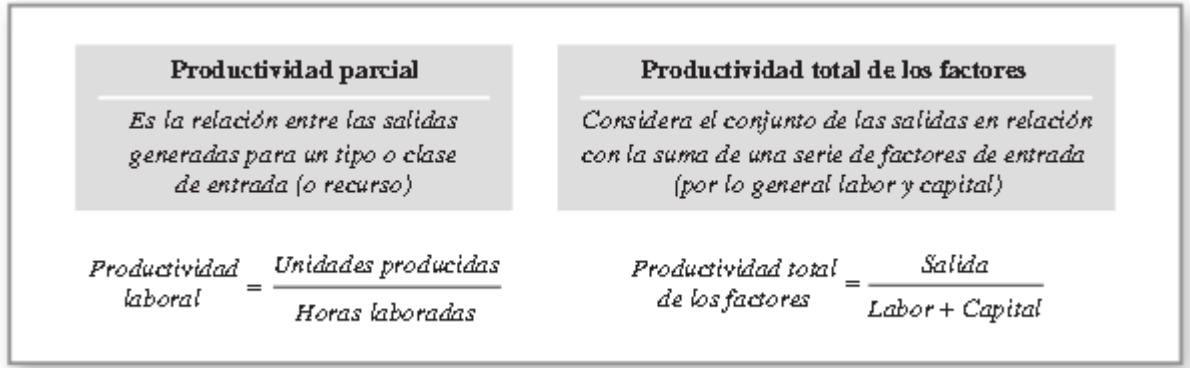 Productividad parcial
Es la relación entre las salidas
generadas para un tipo o clase
de entrada (o recurso)
Productividad total de los factores
Considera el conjunto de las salidas en relación
con la suma de una serie de factores de entrada
(por lo general labor y capital)
Productividad
laboral
=
Unidades producidas
Horas laboradas
Productividad total
de los factores
=
Salida
Labor + Capital